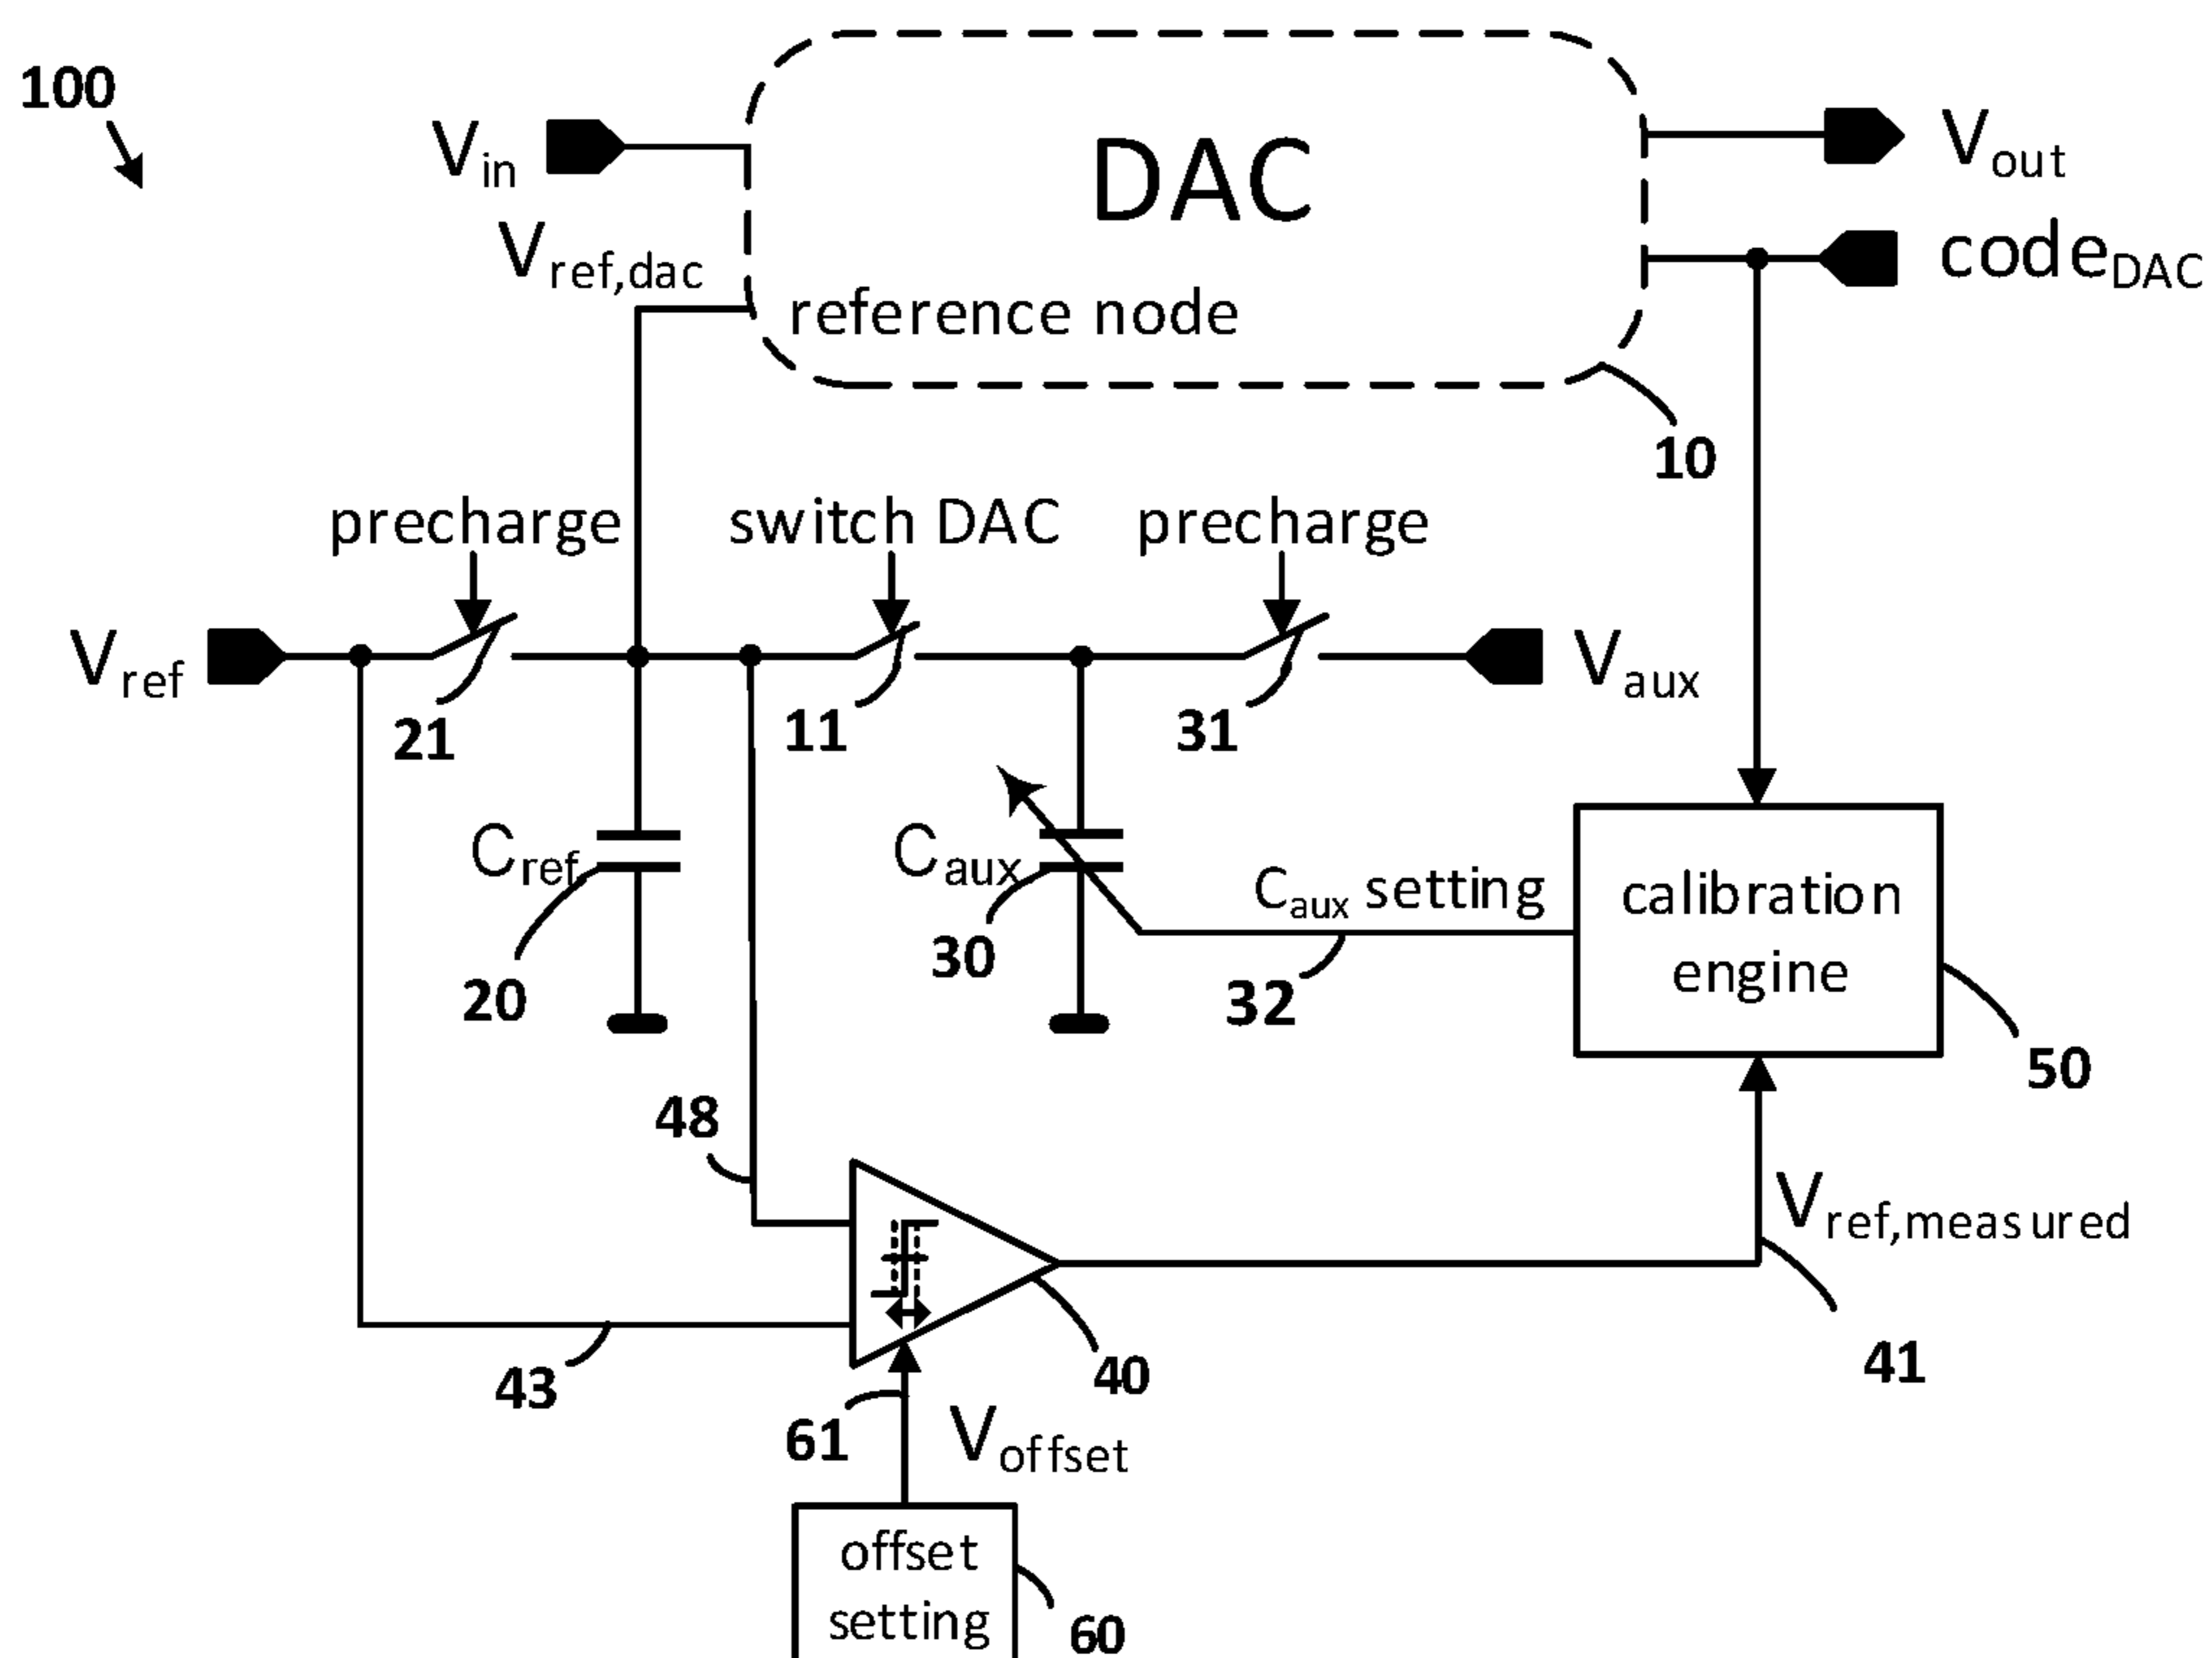 100
V_in
DAC
V_out
V_ref,dac
code_DAC
reference node
10
precharge
switch DAC
precharge
V_ref
V_aux
21
11
31
C_ref
C_aux
C_aux setting
calibration
engine
20
30
32
50
48
V_ref,measured
43
40
41
61
V_offset
offset
setting
60